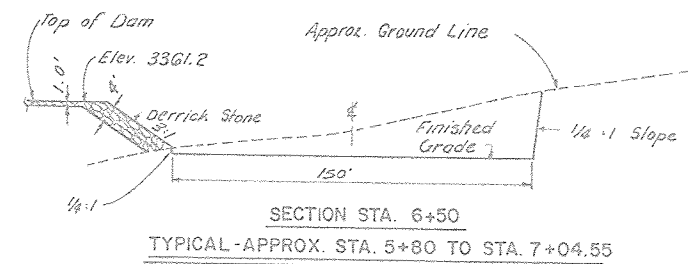 Top of Dam
Approx. Ground Line
Elev. 3361.2
1.0'
Derrick Stone
3:1
℄
Finished
Grade
1/4:1 Slope
150'
1/4:1
SECTION STA. 6+50
TYPICAL-APPROX. STA. 5+80 TO STA. 7+04.55